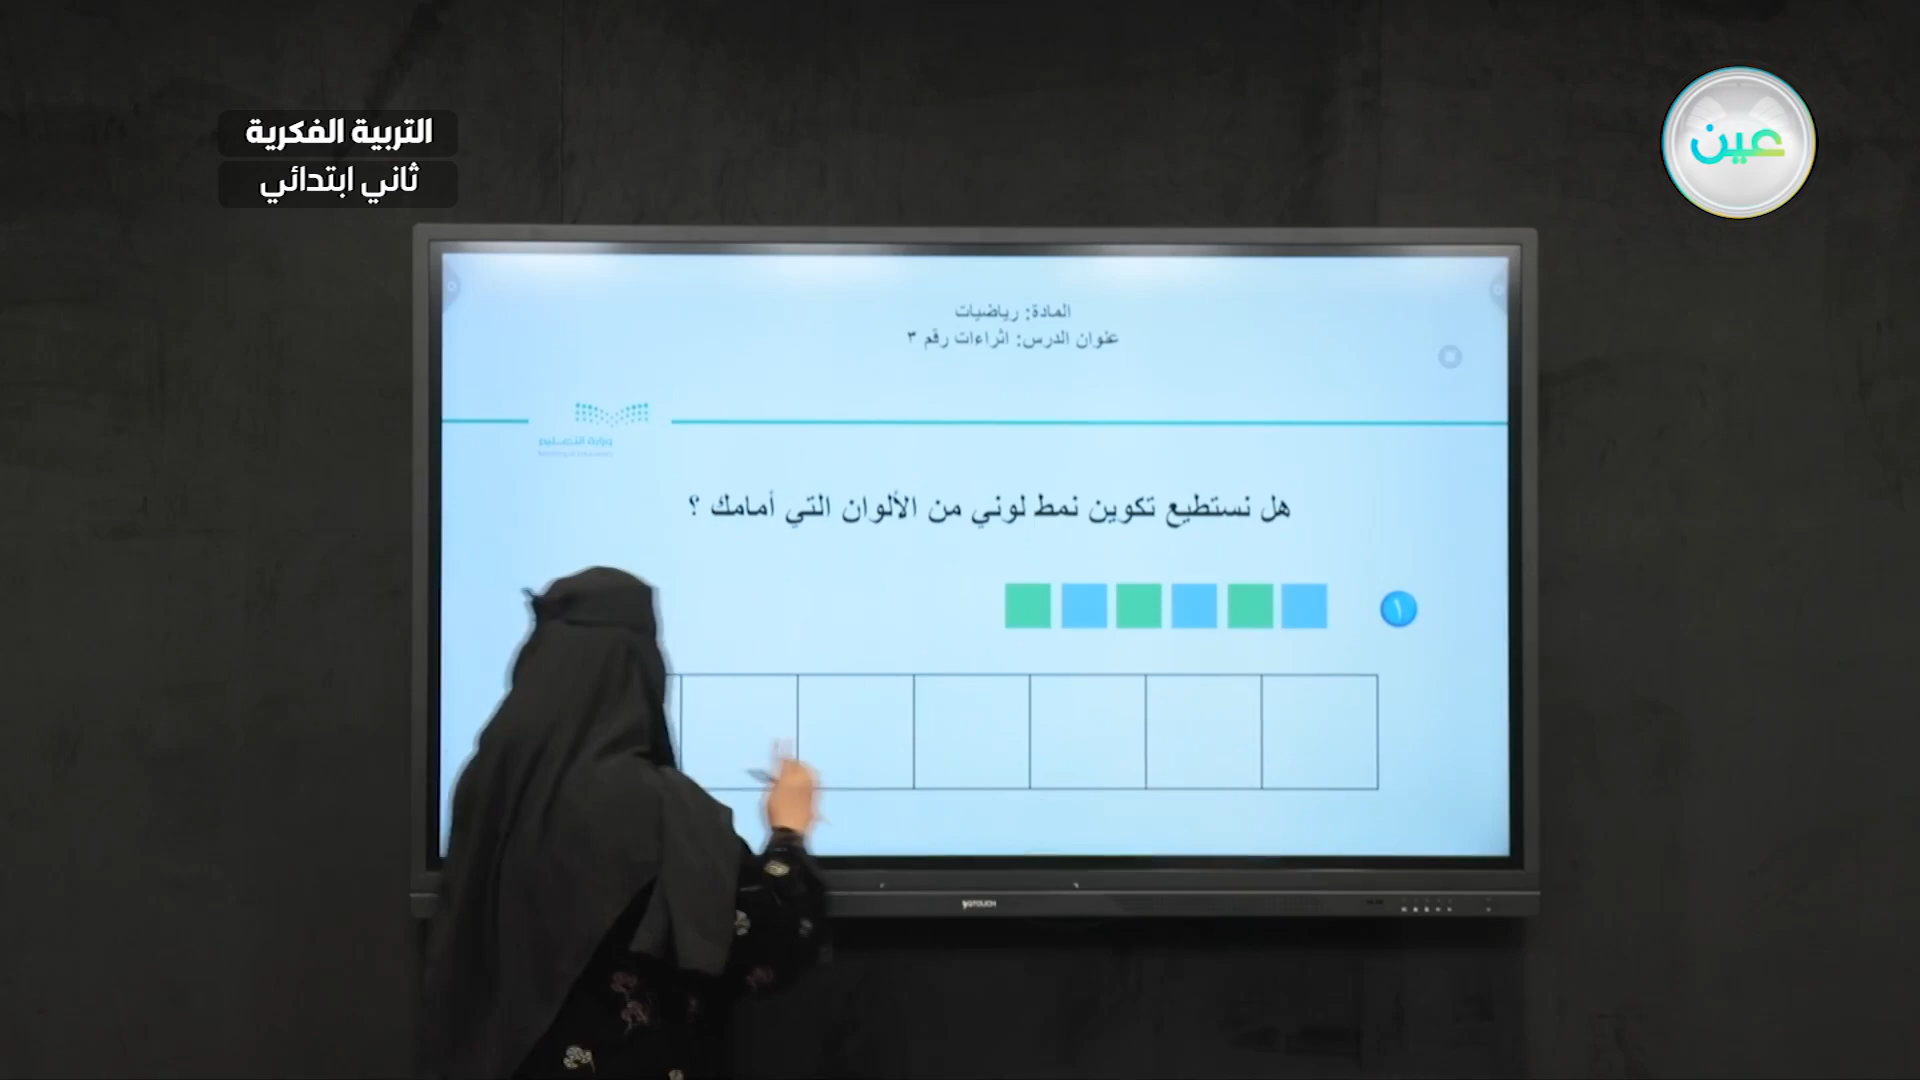 التربية الفكرية
ثاني ابتدائي
عين
المادة: رياضيات
عنوان الدرس: اثراءات رقم ٣
وزارة التعليم
هل نستطيع تكوين نمط لوني من الألوان التي أمامك ؟
١